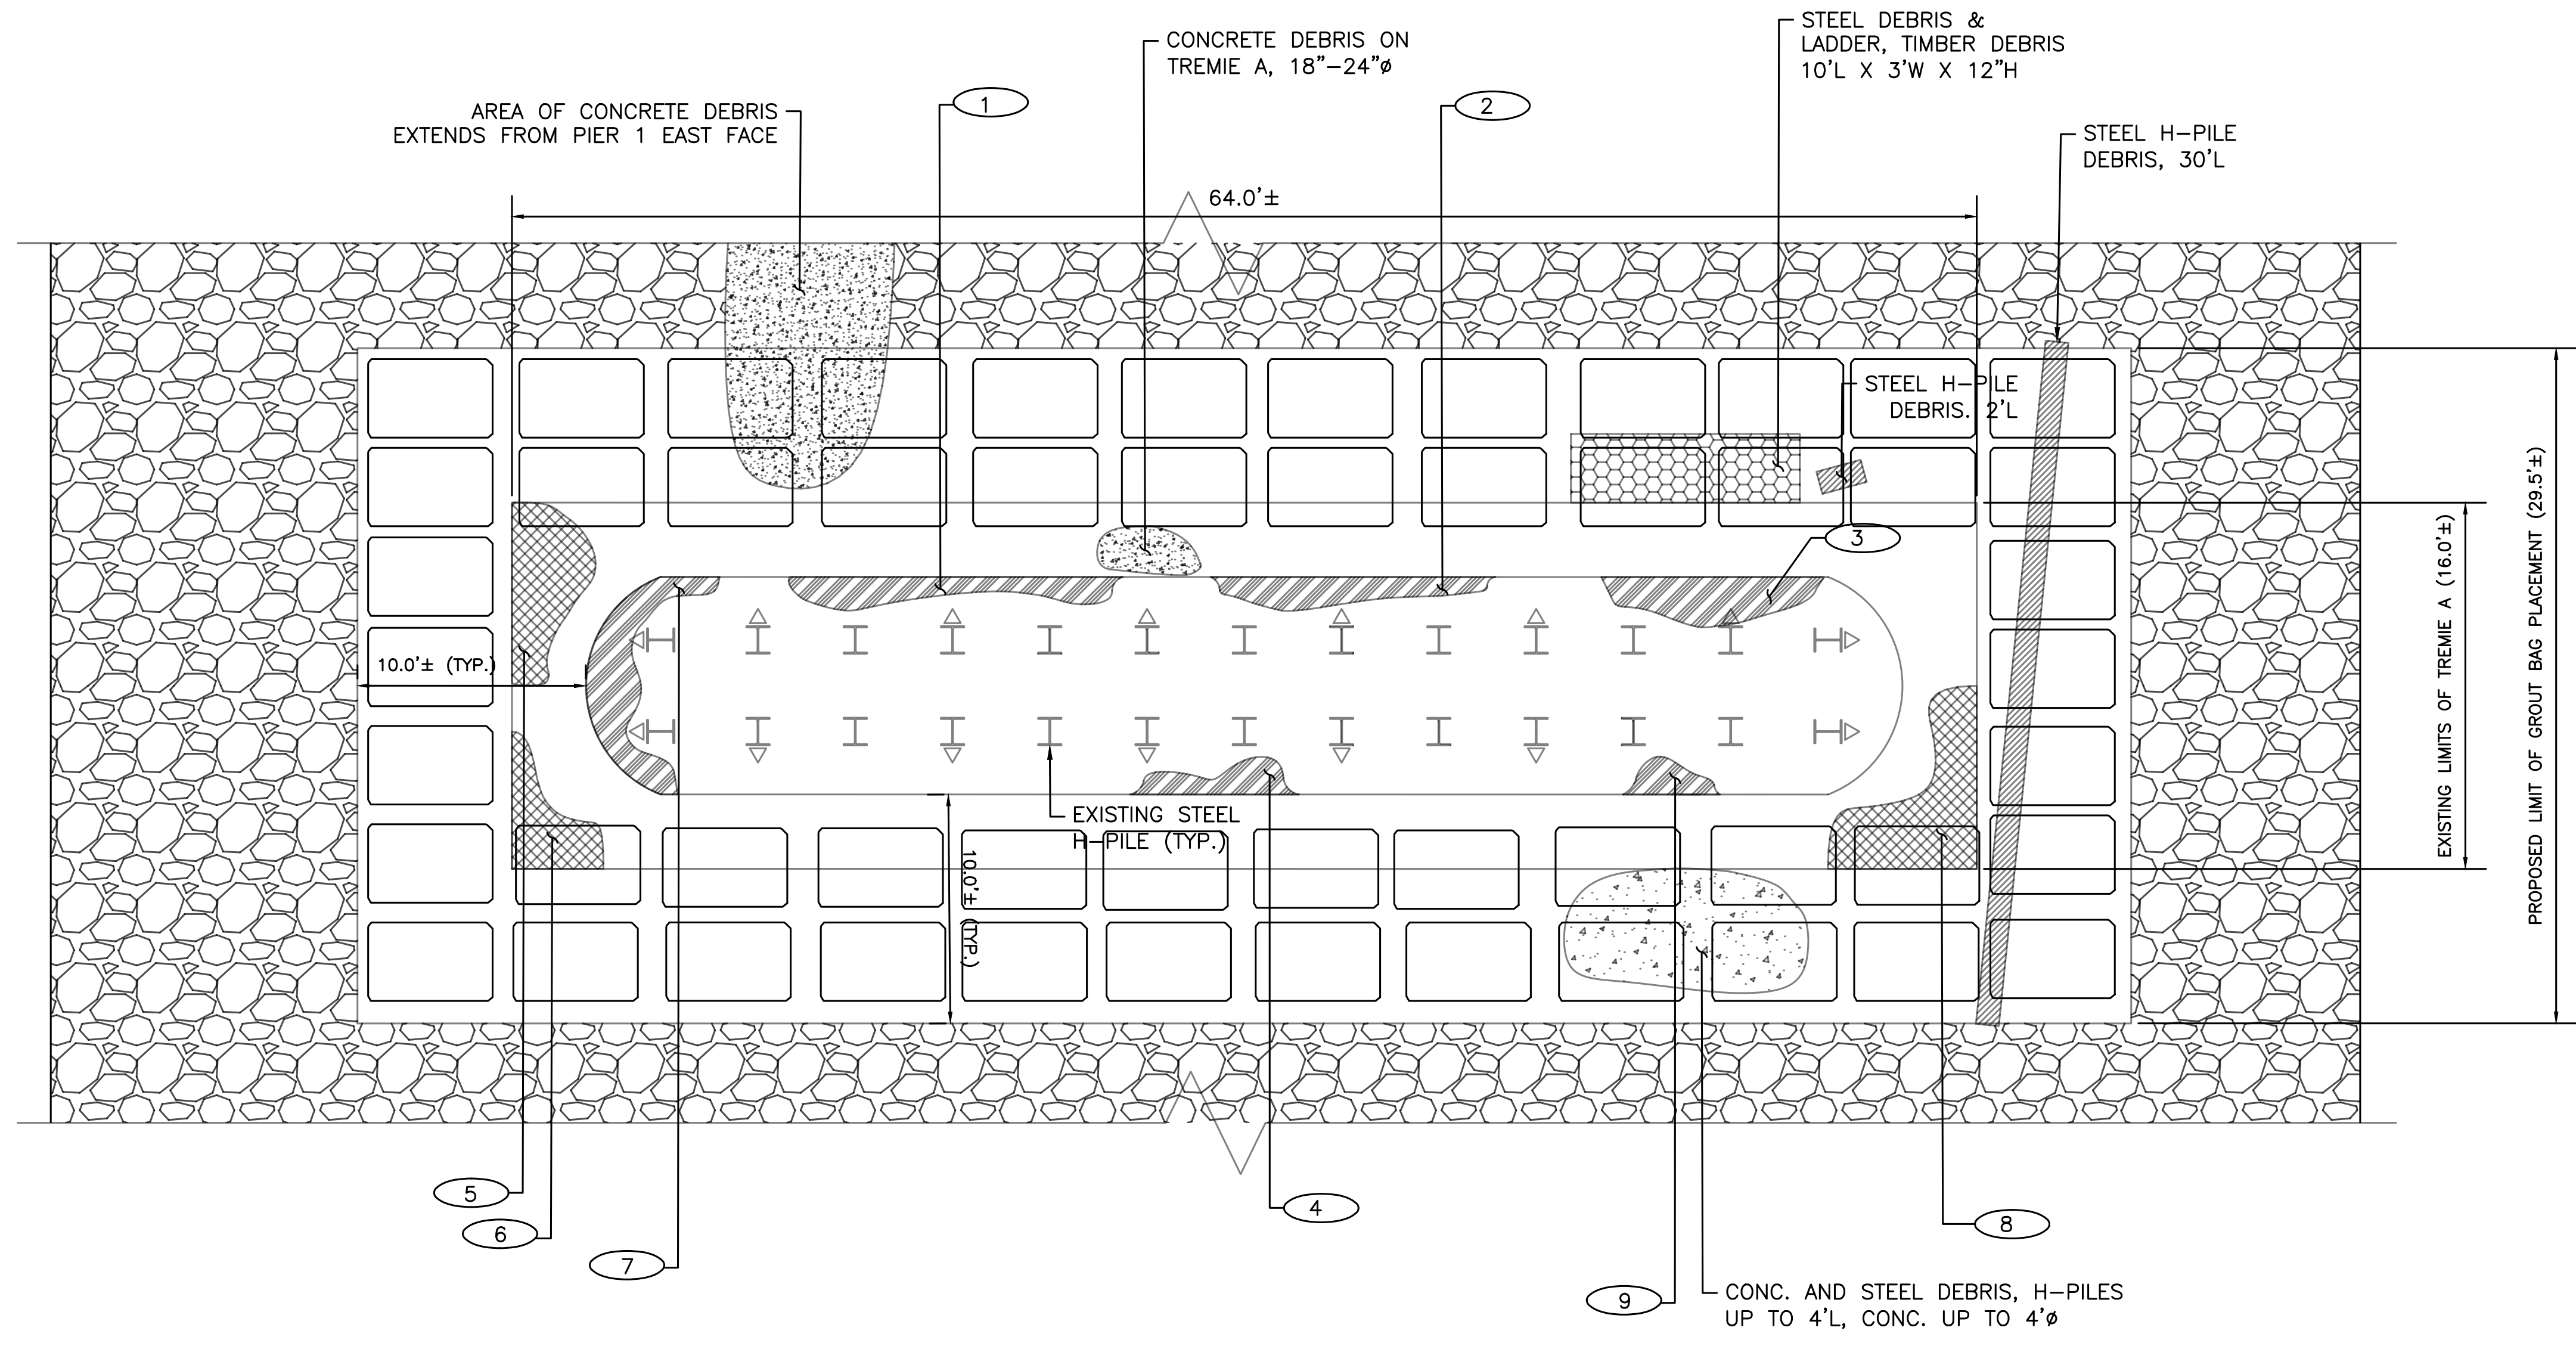 STEEL DEBRIS &
LADDER, TIMBER DEBRIS
10'L X 3'W X 12"H
CONCRETE DEBRIS ON
TREMIE A, 18"-24"ø
AREA OF CONCRETE DEBRIS
EXTENDS FROM PIER 1 EAST FACE
1
2
STEEL H-PILE
DEBRIS, 30'L
64.0'±
STEEL H-PILE
DEBRIS. 2'L
3
10.0'± (TYP.)
EXISTING STEEL
H-PILE (TYP.)
10.0'± (TYP.)
EXISTING LIMITS OF TREMIE A (16.0'±)
PROPOSED LIMIT OF GROUT BAG PLACEMENT (29.5'±)
5
6
7
4
8
9
CONC. AND STEEL DEBRIS, H-PILES
UP TO 4'L, CONC. UP TO 4'ø